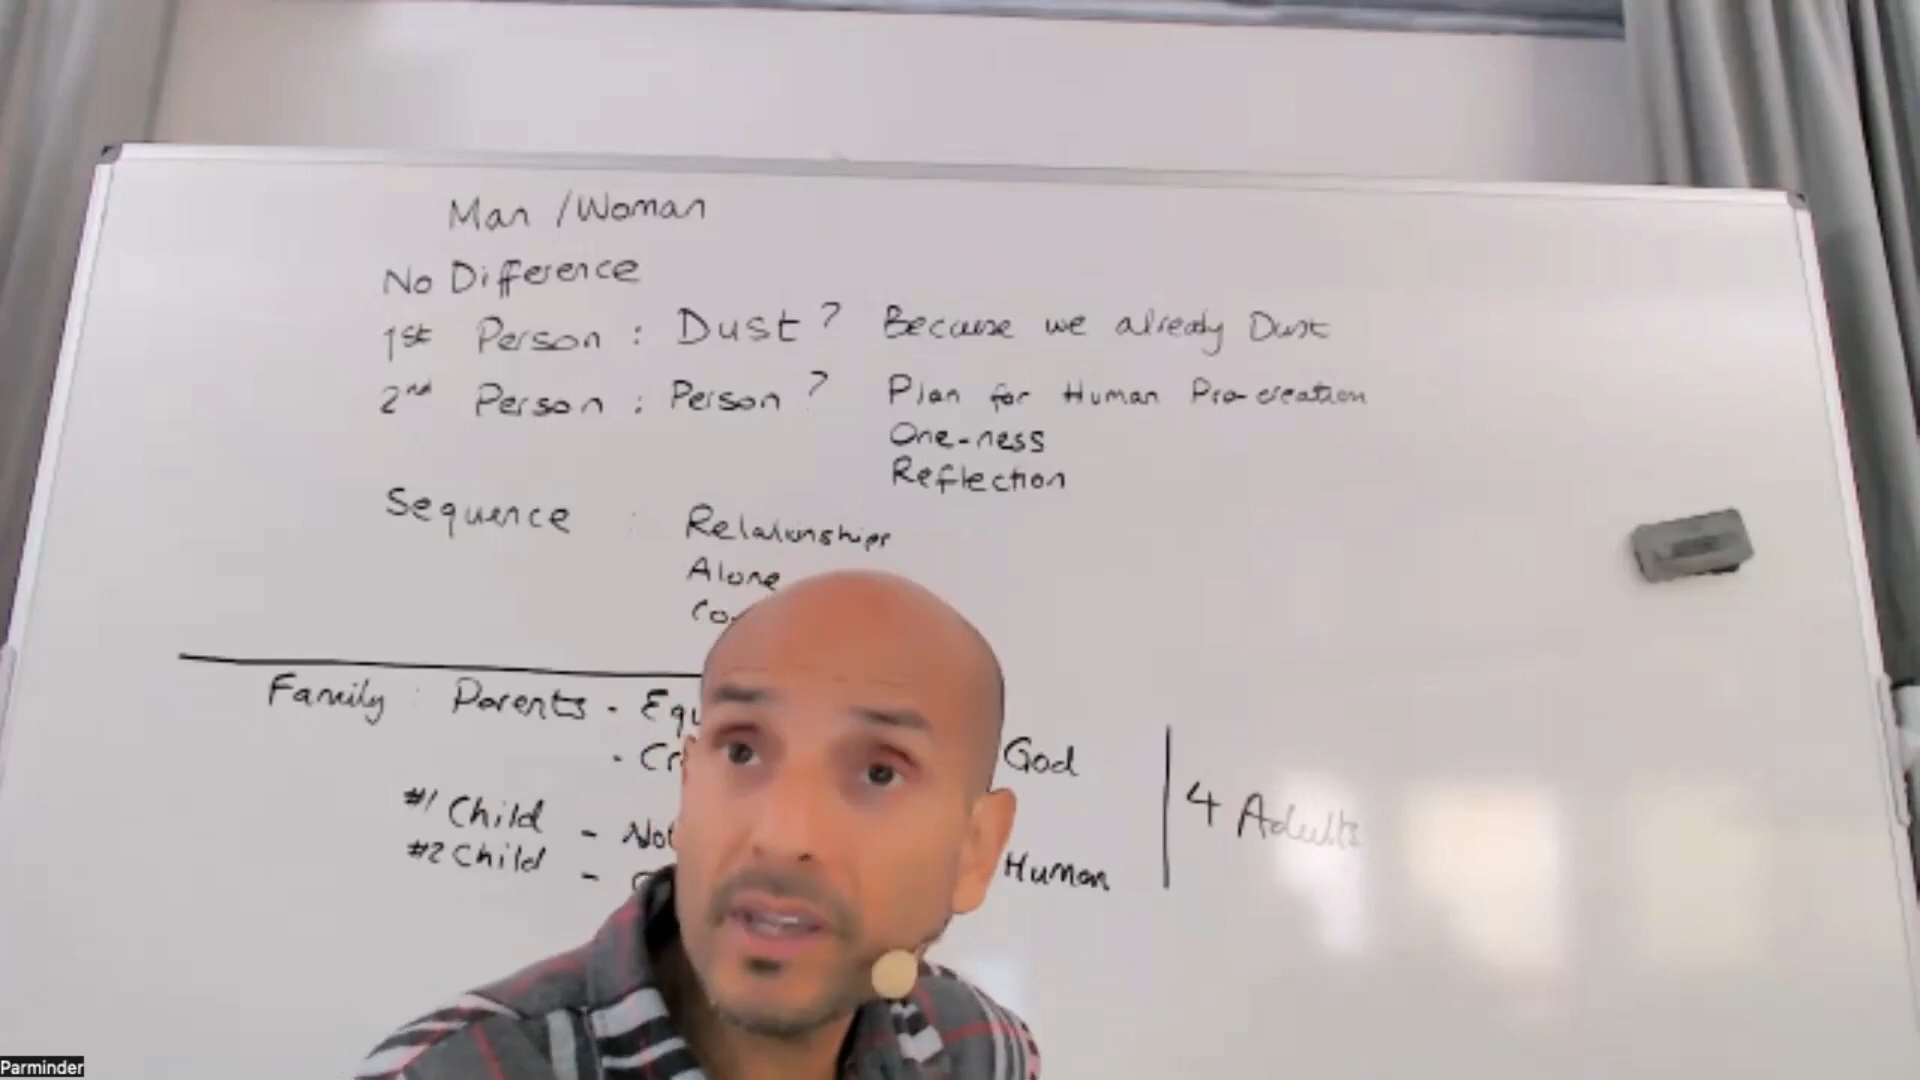 Man / Woman
No Difference
1st Person : Dust ? Because we already Dust
2nd Person : Person ? Plan for Human Pro-creation
One-ness
Reflection
Sequence : Relationships
Alone
Family : Parents -
God
#1 Child -
#2 Child -
Human
4 Adults
Parminder